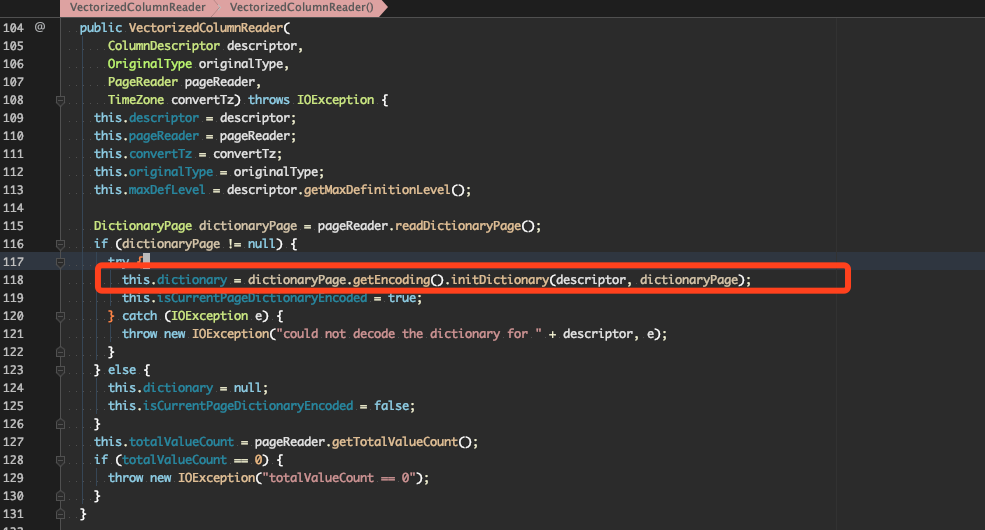 VectorizedColumnReader VectorizedColumnReader()
104 @ public VectorizedColumnReader(
105 ColumnDescriptor descriptor,
106 OriginalType originalType,
107 PageReader pageReader,
108 TimeZone convertTz) throws IOException {
109 this.descriptor = descriptor;
110 this.pageReader = pageReader;
111 this.convertTz = convertTz;
112 this.originalType = originalType;
113 this.maxDefLevel = descriptor.getMaxDefinitionLevel();
114
115 DictionaryPage dictionaryPage = pageReader.readDictionaryPage();
116 if (dictionaryPage != null) {
117 try {
118 this.dictionary = dictionaryPage.getEncoding().initDictionary(descriptor, dictionaryPage);
119 this.isCurrentPageDictionaryEncoded = true;
120 } catch (IOException e) {
121 throw new IOException("could not decode the dictionary for " + descriptor, e);
122 }
123 } else {
124 this.dictionary = null;
125 this.isCurrentPageDictionaryEncoded = false;
126 }
127 this.totalValueCount = pageReader.getTotalValueCount();
128 if (totalValueCount == 0) {
129 throw new IOException("totalValueCount == 0");
130 }
131 }